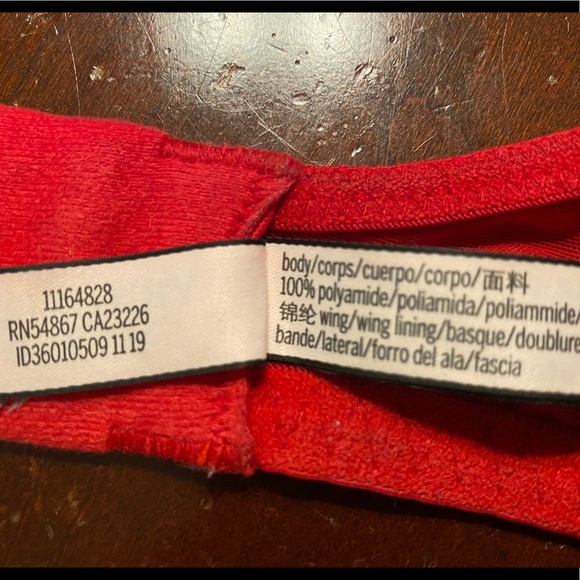 11164828
RN54867 CA23226
ID36010509 11 19
body/corps/cuerpo/corpo/面料
100% polyamide/poliamida/poliammide/
锦纶 wing/wing lining/basque/doublure
bande/lateral/forro del ala/fascia